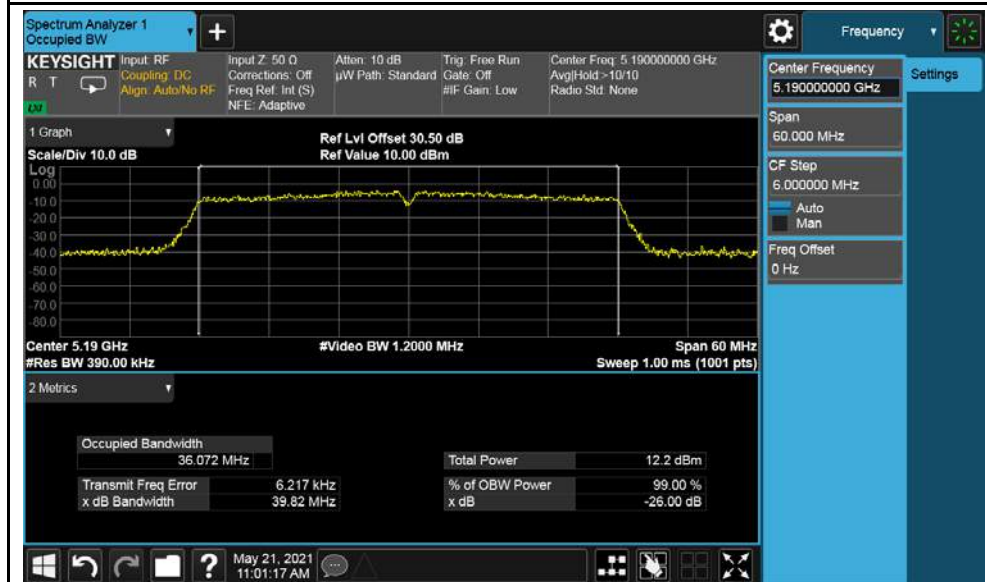 Spectrum Analyzer 1
Occupied BW
+
Frequency
KEYSIGHT
R T
LXI
Input: RF
Coupling: DC
Align: Auto/No RF
Input Z: 50 Ω
Corrections: Off
Freq Ref: Int (S)
NFE: Adaptive
Atten: 10 dB
µW Path: Standard
Trig: Free Run
Gate: Off
#IF Gain: Low
Center Freq: 5.190000000 GHz
Avg|Hold:>10/10
Radio Std: None
Center Frequency
5.190000000 GHz
Settings
Span
60.000 MHz
CF Step
6.000000 MHz
Auto
Man
Freq Offset
0 Hz
1 Graph
Scale/Div 10.0 dB
Ref Lvl Offset 30.50 dB
Ref Value 10.00 dBm
Log
0.00
-10.0
-20.0
-30.0
-40.0
-50.0
-60.0
-70.0
-80.0
Center 5.19 GHz
#Video BW 1.2000 MHz
Span 60 MHz
#Res BW 390.00 kHz
Sweep 1.00 ms (1001 pts)
2 Metrics
Occupied Bandwidth
36.072 MHz
Total Power 12.2 dBm
Transmit Freq Error 6.217 kHz
% of OBW Power 99.00 %
x dB Bandwidth 39.82 MHz
x dB -26.00 dB
?
May 21, 2021
11:01:17 AM